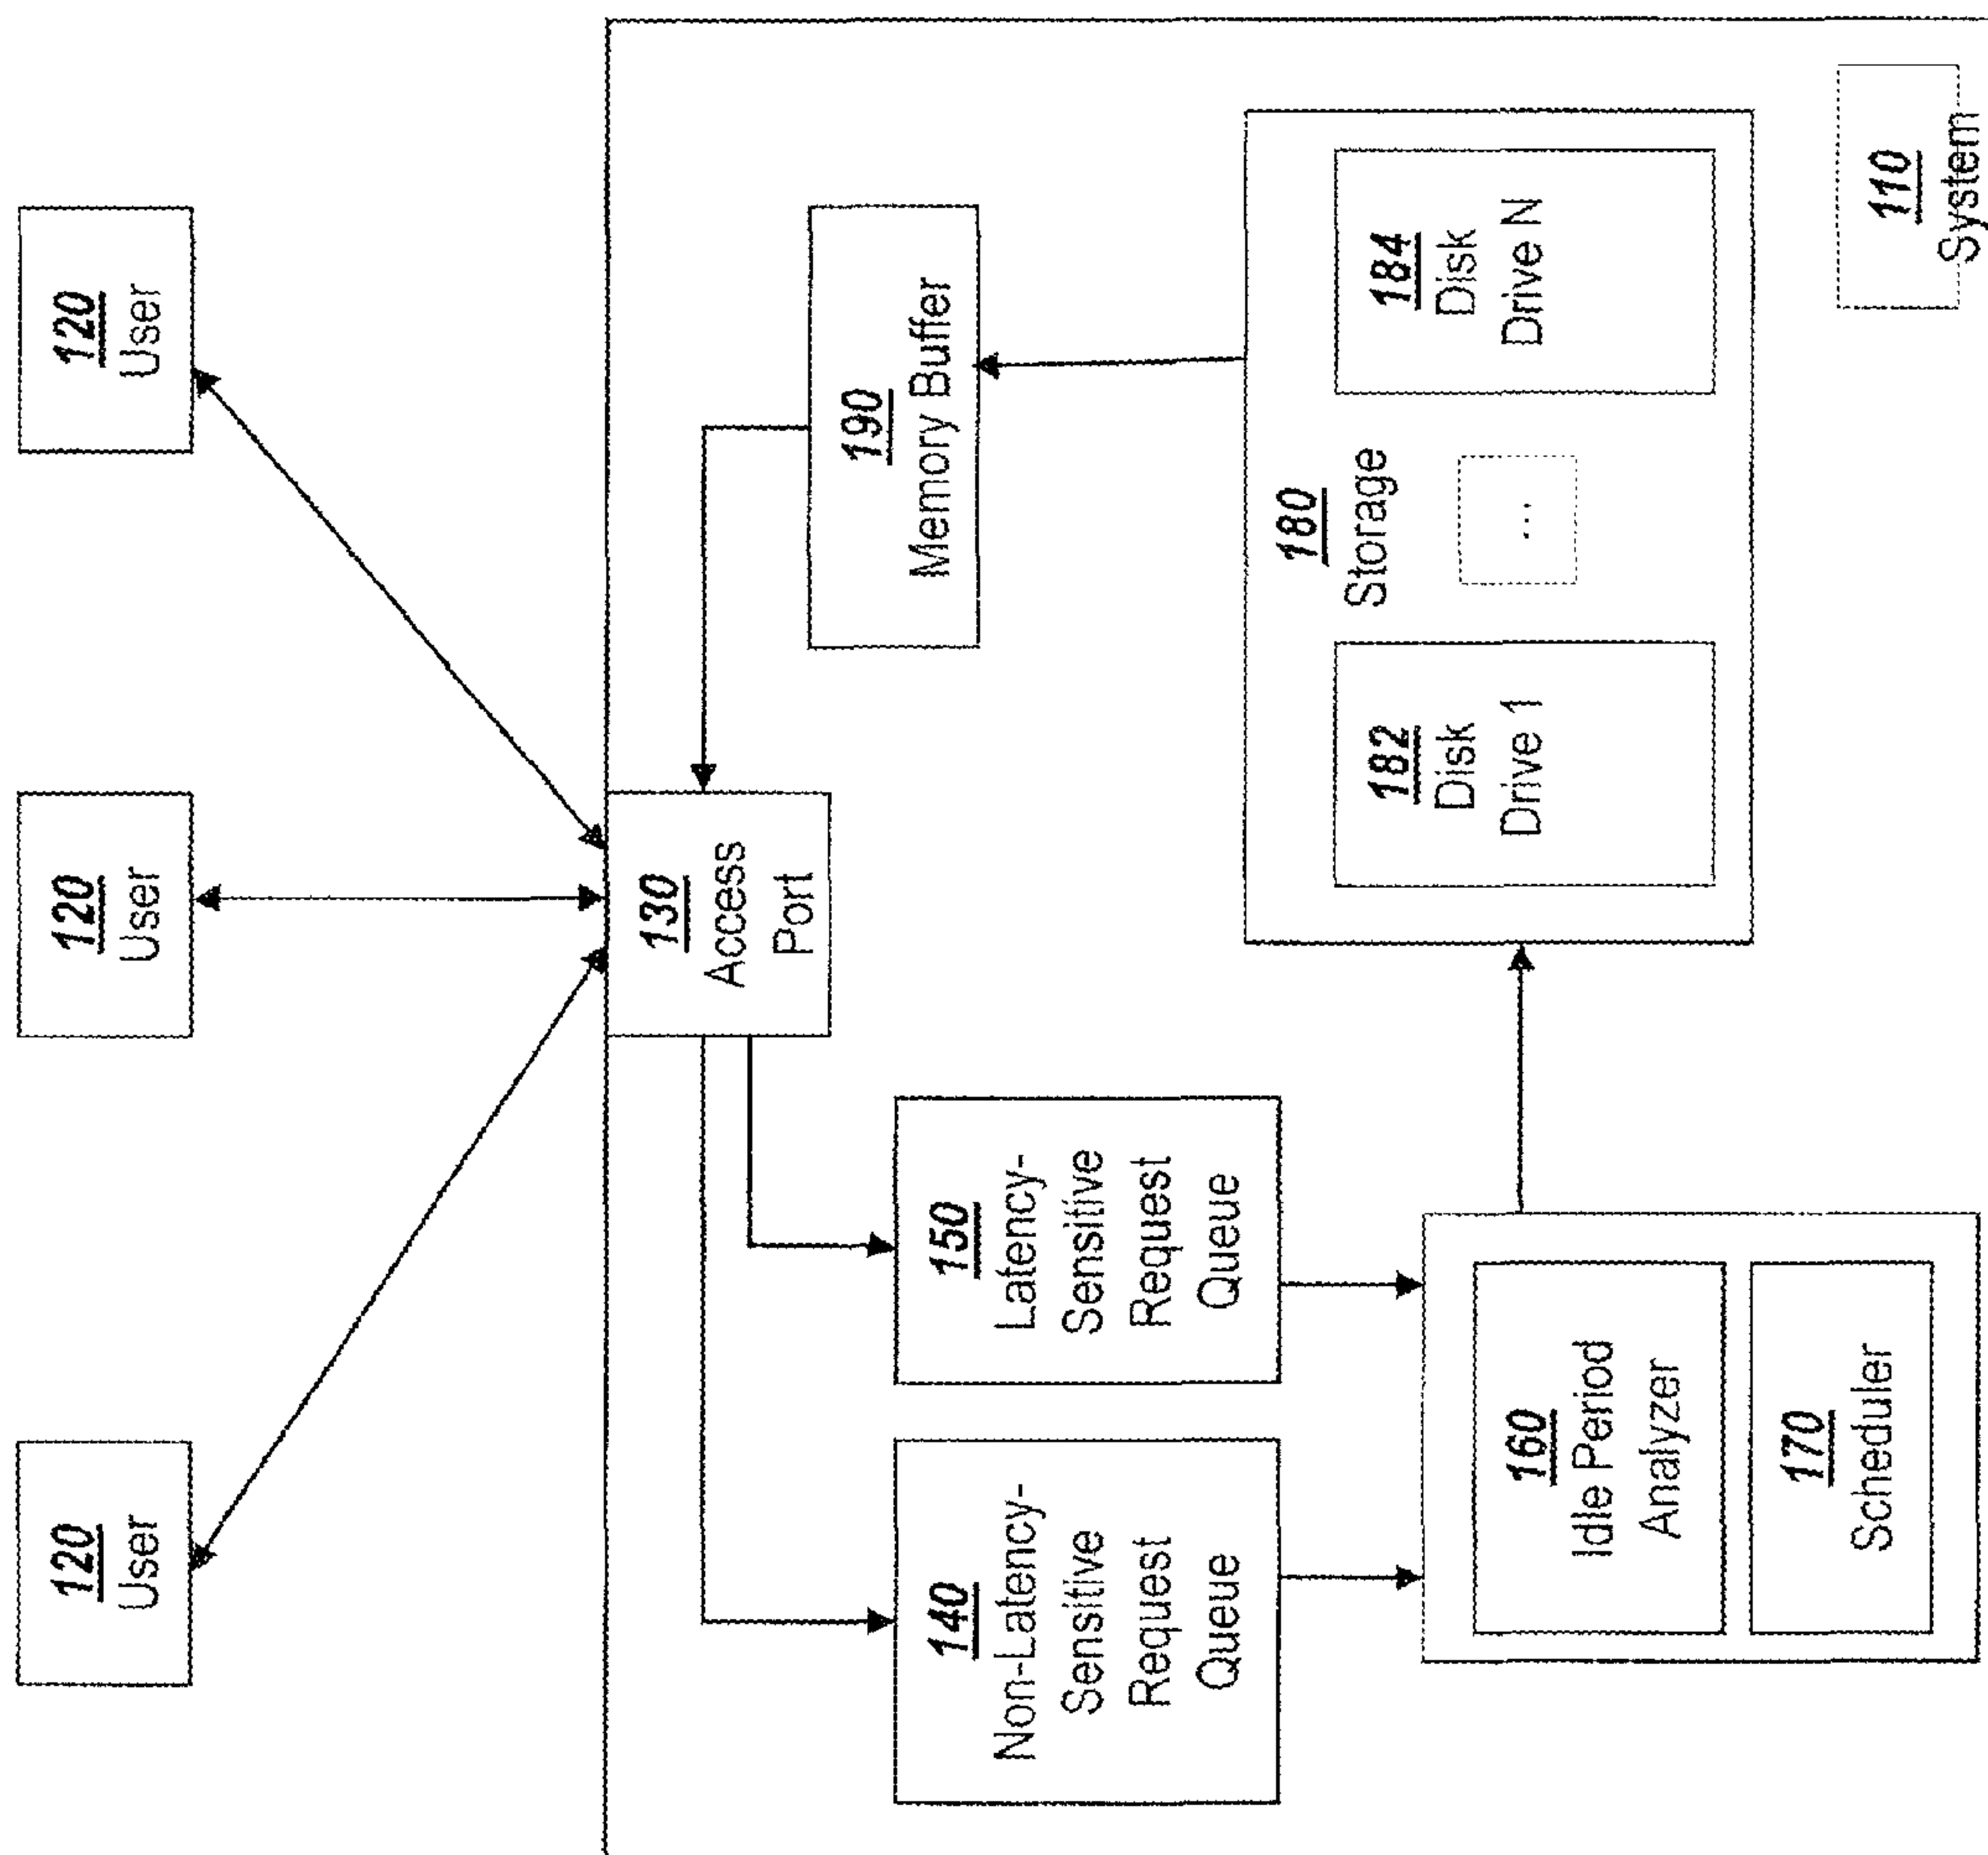 120
User
120
User
120
User
130
Access
Port
140
Non-Latency-
Sensitive
Request
Queue
150
Latency-
Sensitive
Request
Queue
190
Memory Buffer
160
Idle Period
Analyzer
170
Scheduler
180
Storage
182
Disk
Drive 1
...
184
Disk
Drive N
110
System